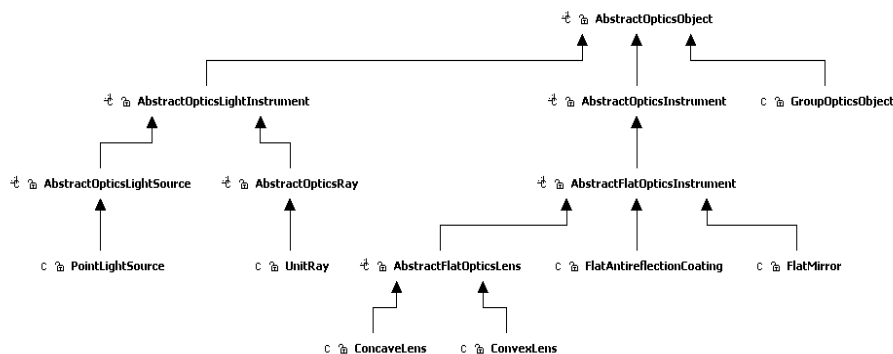 AbstractOpticsObject
AbstractOpticsLightInstrument
AbstractOpticsInstrument
C GroupOpticsObject
AbstractOpticsLightSource
AbstractOpticsRay
AbstractFlatOpticsInstrument
C PointLightSource
C UnitRay
AbstractFlatOpticsLens
C FlatAntireflectionCoating
C FlatMirror
C ConcaveLens
C ConvexLens